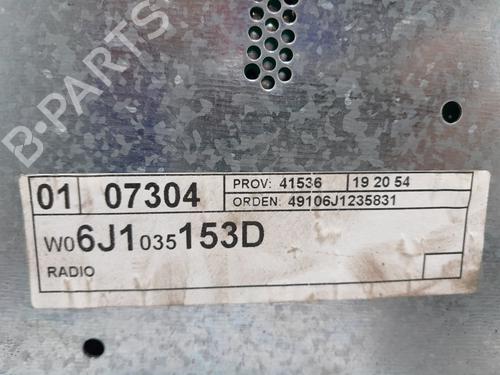 B-PARTS
01 07304 PROV: 41536 19 20 54
ORDEN: 49106J1235831
W06J1035153D
RADIO